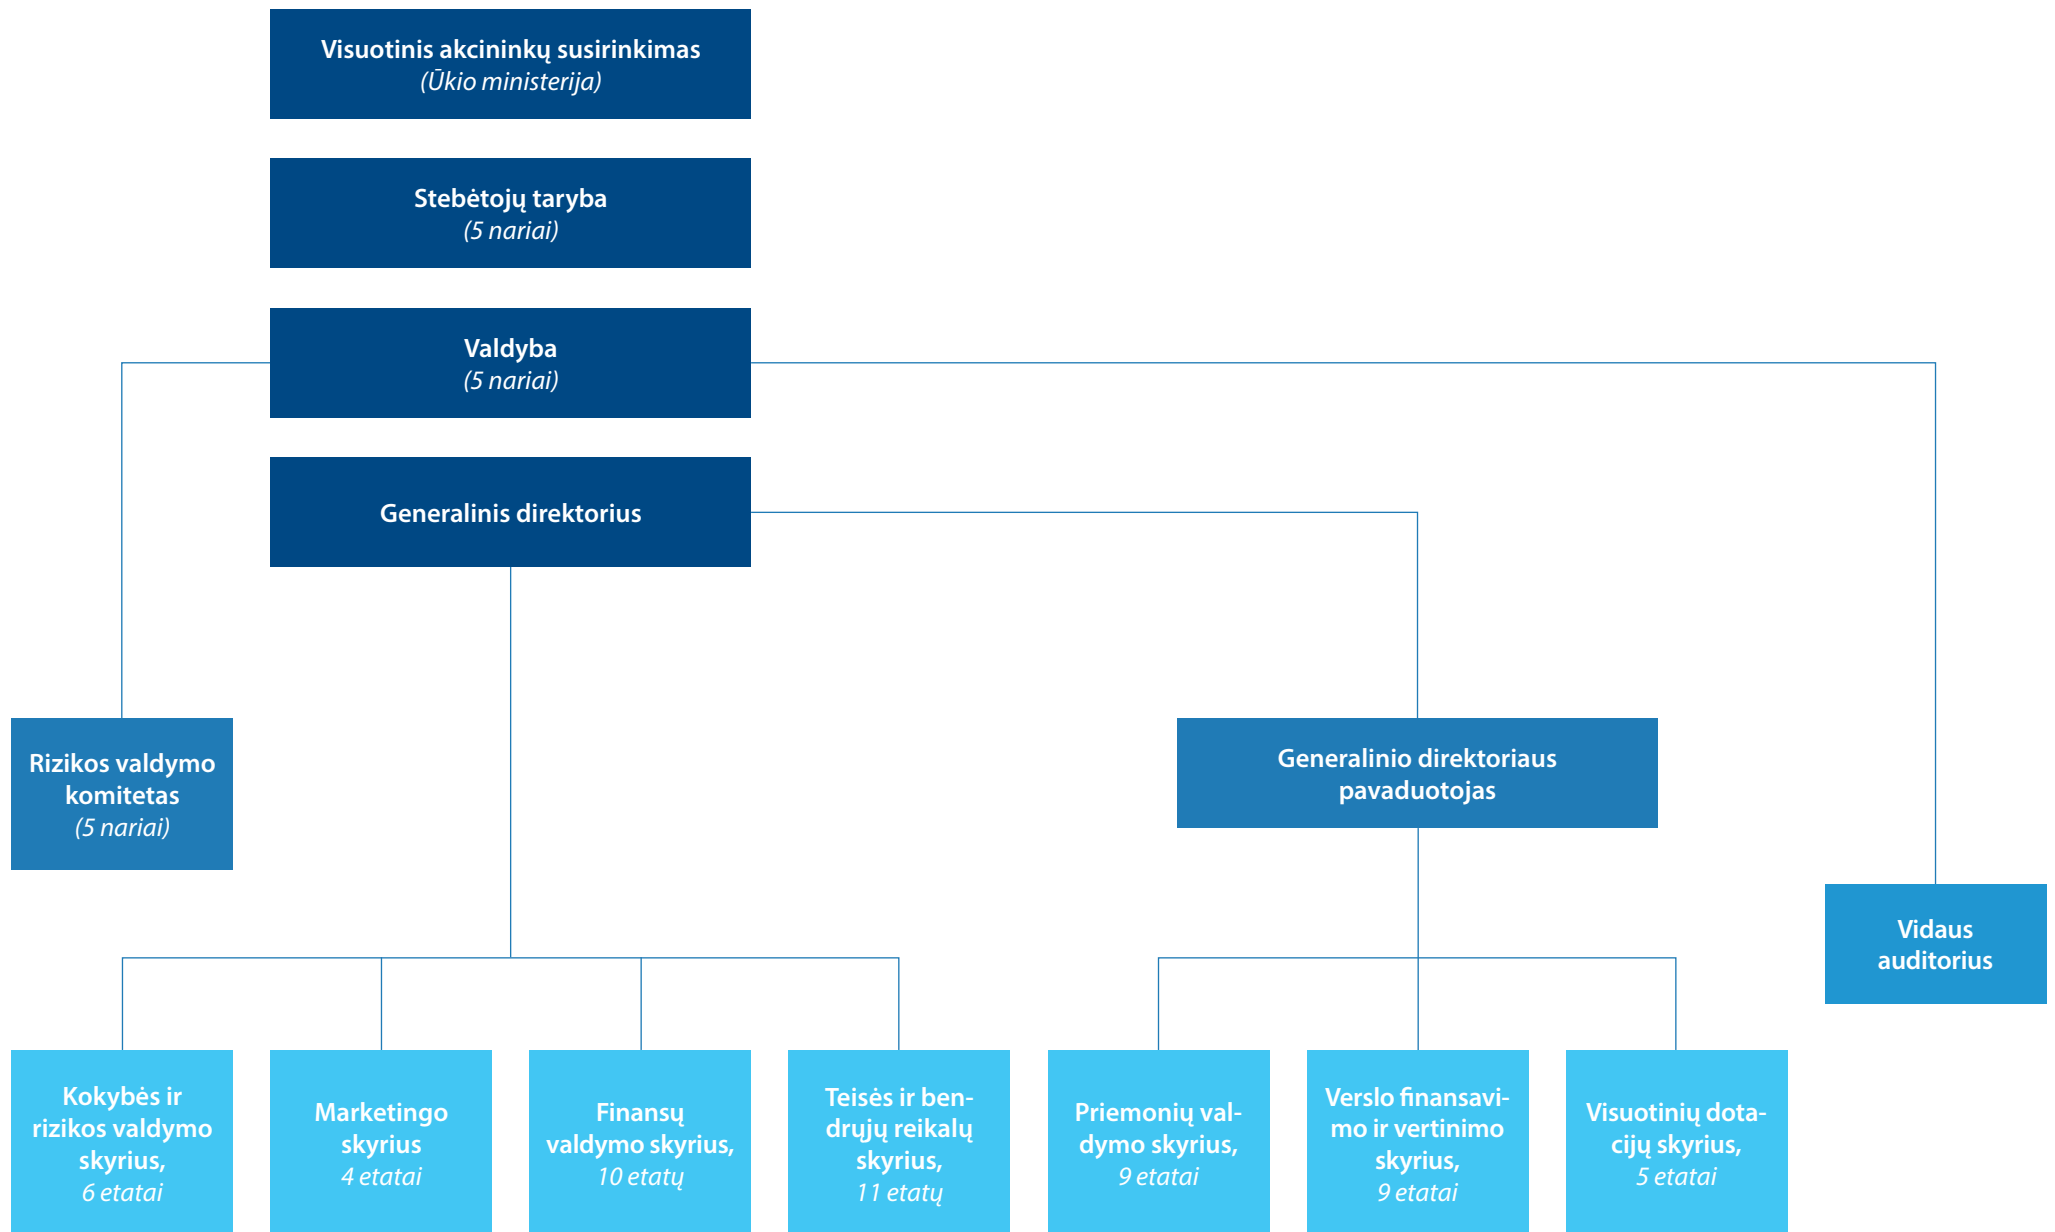 Visuotinis akcininkų susirinkimas
(Ūkio ministerija)
Stebėtojų taryba
(5 nariai)
Valdyba
(5 nariai)
Generalinis direktorius
Rizikos valdymo
komitetas
(5 nariai)
Generalinio direktoriaus
pavaduotojas
Vidaus
auditorius
Kokybės ir
rizikos valdymo
skyrius,
6 etatai
Marketingo
skyrius
4 etatai
Finansų
valdymo skyrius,
10 etatų
Teisės ir ben-
drųjų reikalų
skyrius,
11 etatų
Priemonių val-
dymo skyrius,
9 etatai
Verslo finansavi-
mo ir vertinimo
skyrius,
9 etatai
Visuotinių dota-
cijų skyrius,
5 etatai